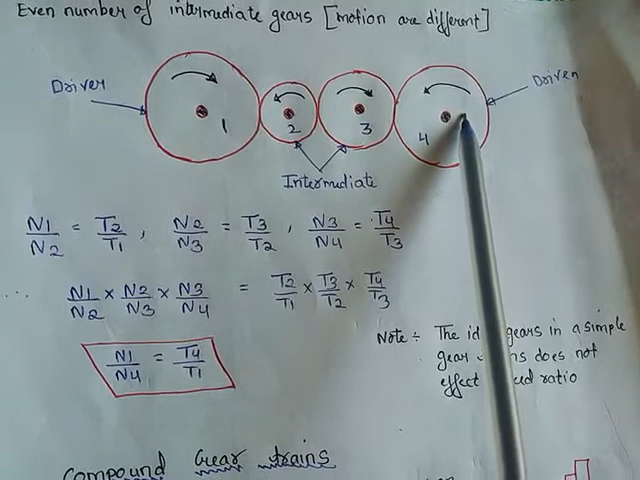 Even number of intermediate gears [motion are different]
Driver
Driven
1
2
3
4
Intermediate
N1/N2 = T2/T1 , N2/N3 = T3/T2 , N3/N4 = T4/T3
∴ N1/N2 × N2/N3 × N3/N4 = T2/T1 × T3/T2 × T4/T3
N1/N4 = T4/T1
Note ÷ The gears in a simple
gear does not
effect ratio
Compound Gear trains